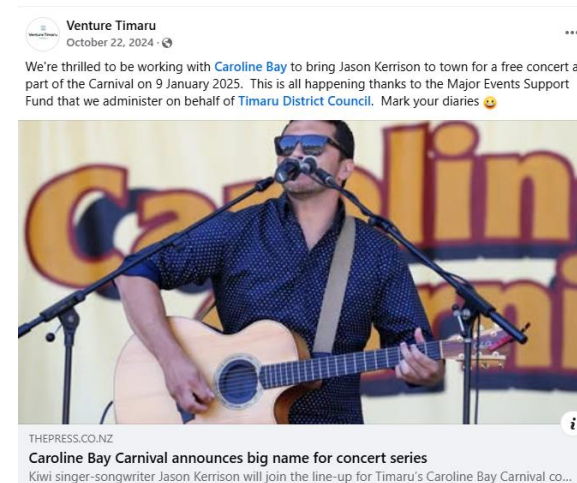 Venture Timaru
October 22, 2024 ·
We're thrilled to be working with Caroline Bay to bring Jason Kerrison to town for a free concert a
part of the Carnival on 9 January 2025. This is all happening thanks to the Major Events Support
Fund that we administer on behalf of Timaru District Council. Mark your diaries 😀
Carolin
rni
THEPRESS.CO.NZ
Caroline Bay Carnival announces big name for concert series
Kiwi singer-songwriter Jason Kerrison will join the line-up for Timaru's Caroline Bay Carnival co...